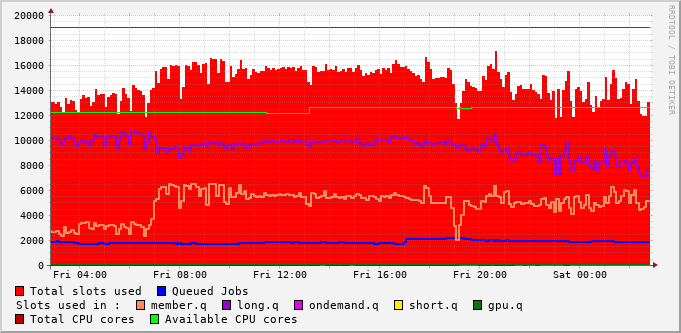 20000
18000
16000
14000
12000
10000
8000
6000
4000
2000
0
Fri 04:00 Fri 08:00 Fri 12:00 Fri 16:00 Fri 20:00 Sat 00:00
RRDTOOL / TOBI OETIKER
Total slots used Queued Jobs
Slots used in : member.q long.q ondemand.q short.q gpu.q
Total CPU cores Available CPU cores